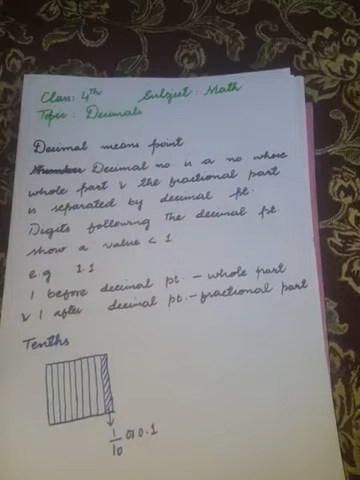 Class: 4th Subject: Math
Topic: Decimals
Decimal means point
Decimal no is a no whose
whole part & the fractional part
is separated by decimal pt.
Digits following the decimal pt.
show a value < 1
e.g 1.1
1 before decimal pt. - whole part
& 1 after decimal pt. - fractional part
Tenths
1/10 or 0.1